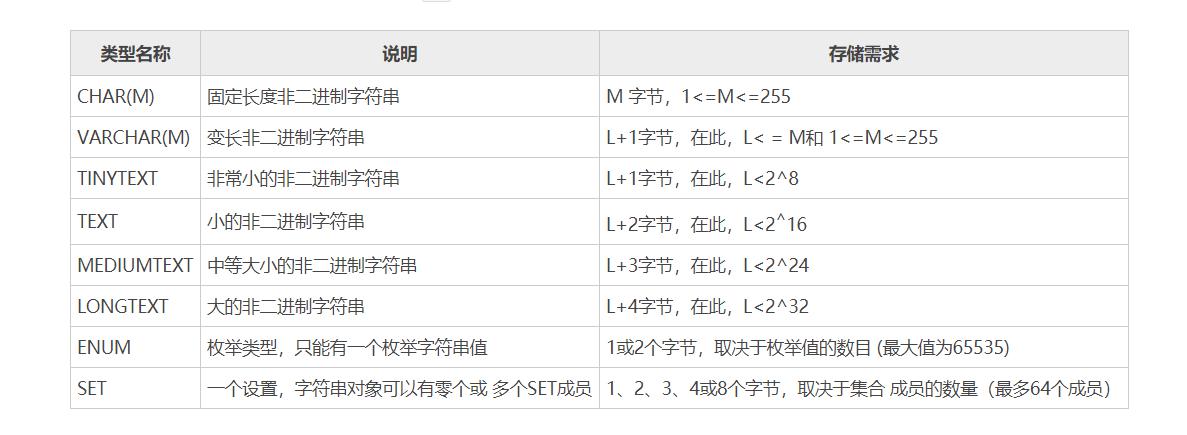 类型名称 说明 存储需求
CHAR(M) 固定长度非二进制字符串 M 字节，1<=M<=255
VARCHAR(M) 变长非二进制字符串 L+1字节，在此，L< = M和 1<=M<=255
TINYTEXT 非常小的非二进制字符串 L+1字节，在此，L<2^8
TEXT 小的非二进制字符串 L+2字节，在此，L<2^16
MEDIUMTEXT 中等大小的非二进制字符串 L+3字节，在此，L<2^24
LONGTEXT 大的非二进制字符串 L+4字节，在此，L<2^32
ENUM 枚举类型，只能有一个枚举字符串值 1或2个字节，取决于枚举值的数目 (最大值为65535)
SET 一个设置，字符串对象可以有零个或 多个SET成员 1、2、3、4或8个字节，取决于集合 成员的数量（最多64个成员）